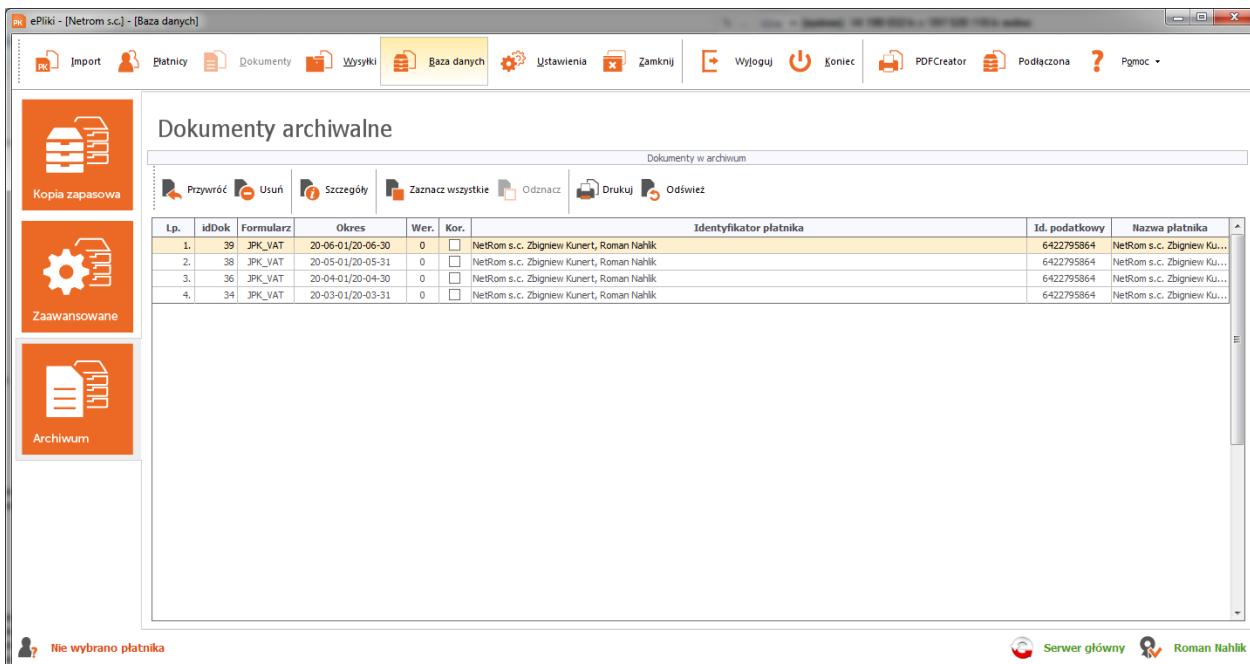 ePliki - [Netrom s.c.] - [Baza danych]
Import Płatnicy Dokumenty Wysyłki Baza danych Ustawienia Zamknij Wyloguj Koniec PDFCreator Podłączona Pomoc
Kopia zapasowa
Zaawansowane
Archiwum
Dokumenty archiwalne
Dokumenty w archiwum
Przywróć Usuń Szczegóły Zaznacz wszystkie Odznacz Drukuj Odśwież
Lp. idDok Formularz Okres Wer. Kor. Identyfikator płatnika Id. podatkowy Nazwa płatnika
1. 39 JPK_VAT 20-06-01/20-06-30 0 NetRom s.c. Zbigniew Kunert, Roman Nahlik 6422795864 NetRom s.c. Zbigniew Ku...
2. 38 JPK_VAT 20-05-01/20-05-31 0 NetRom s.c. Zbigniew Kunert, Roman Nahlik 6422795864 NetRom s.c. Zbigniew Ku...
3. 36 JPK_VAT 20-04-01/20-04-30 0 NetRom s.c. Zbigniew Kunert, Roman Nahlik 6422795864 NetRom s.c. Zbigniew Ku...
4. 34 JPK_VAT 20-03-01/20-03-31 0 NetRom s.c. Zbigniew Kunert, Roman Nahlik 6422795864 NetRom s.c. Zbigniew Ku...
Nie wybrano płatnika
Serwer główny Roman Nahlik